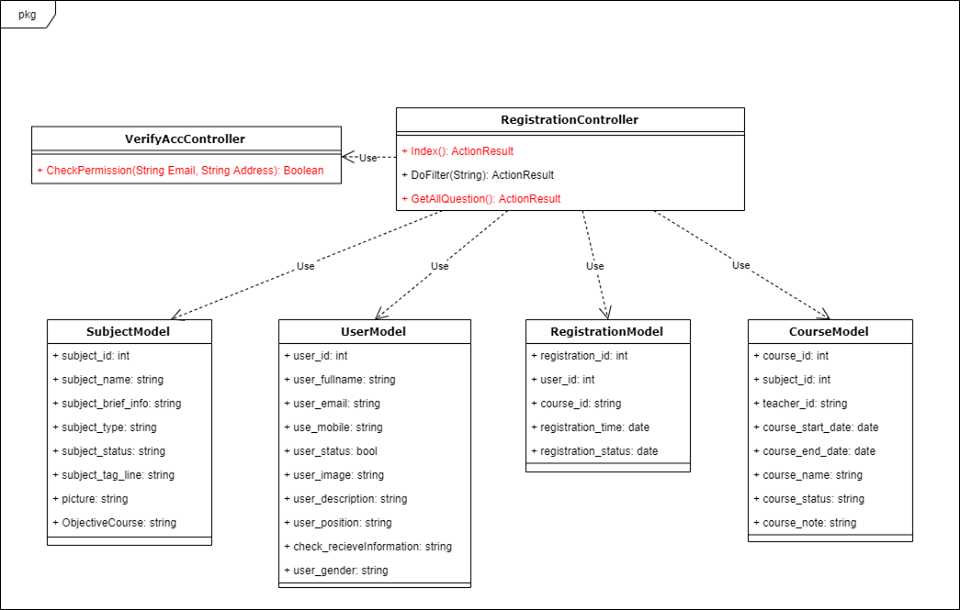 pkg
RegistrationController
+ Index(): ActionResult
+ DoFilter(String): ActionResult
+ GetAllQuestion(): ActionResult
VerifyAccController
+ CheckPermission(String Email, String Address): Boolean
Use
Use
Use
Use
Use
SubjectModel
+ subject_id: int
+ subject_name: string
+ subject_brief_info: string
+ subject_type: string
+ subject_status: string
+ subject_tag_line: string
+ picture: string
+ ObjectiveCourse: string
UserModel
+ user_id: int
+ user_fullname: string
+ user_email: string
+ use_mobile: string
+ user_status: bool
+ user_image: string
+ user_description: string
+ user_position: string
+ check_recieveInformation: string
+ user_gender: string
RegistrationModel
+ registration_id: int
+ user_id: int
+ course_id: string
+ registration_time: date
+ registration_status: date
CourseModel
+ course_id: int
+ subject_id: int
+ teacher_id: string
+ course_start_date: date
+ course_end_date: date
+ course_name: string
+ course_status: string
+ course_note: string